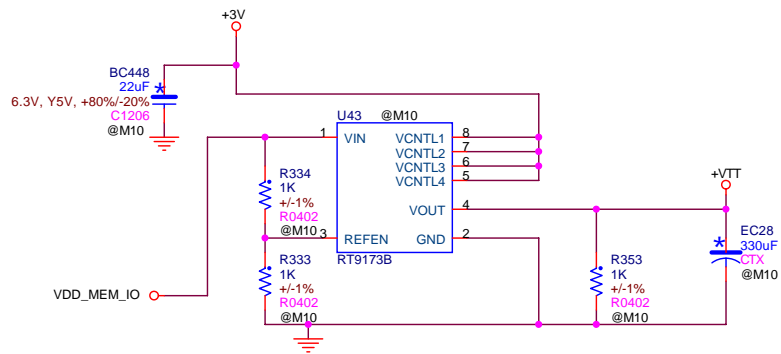 +3V
BC448
22uF
6.3V, Y5V, +80%/-20%
C1206
@M10
U43 @M10
1 VIN VCNTL1 8
VCNTL2 7
VCNTL3 6
VCNTL4 5
VOUT 4
3 REFEN GND 2
RT9173B
R334
1K
+/-1%
R0402
@M10
R333
1K
+/-1%
R0402
@M10
VDD_MEM_IO
R353
1K
+/-1%
R0402
@M10
+VTT
EC28
330uF
CTX
@M10